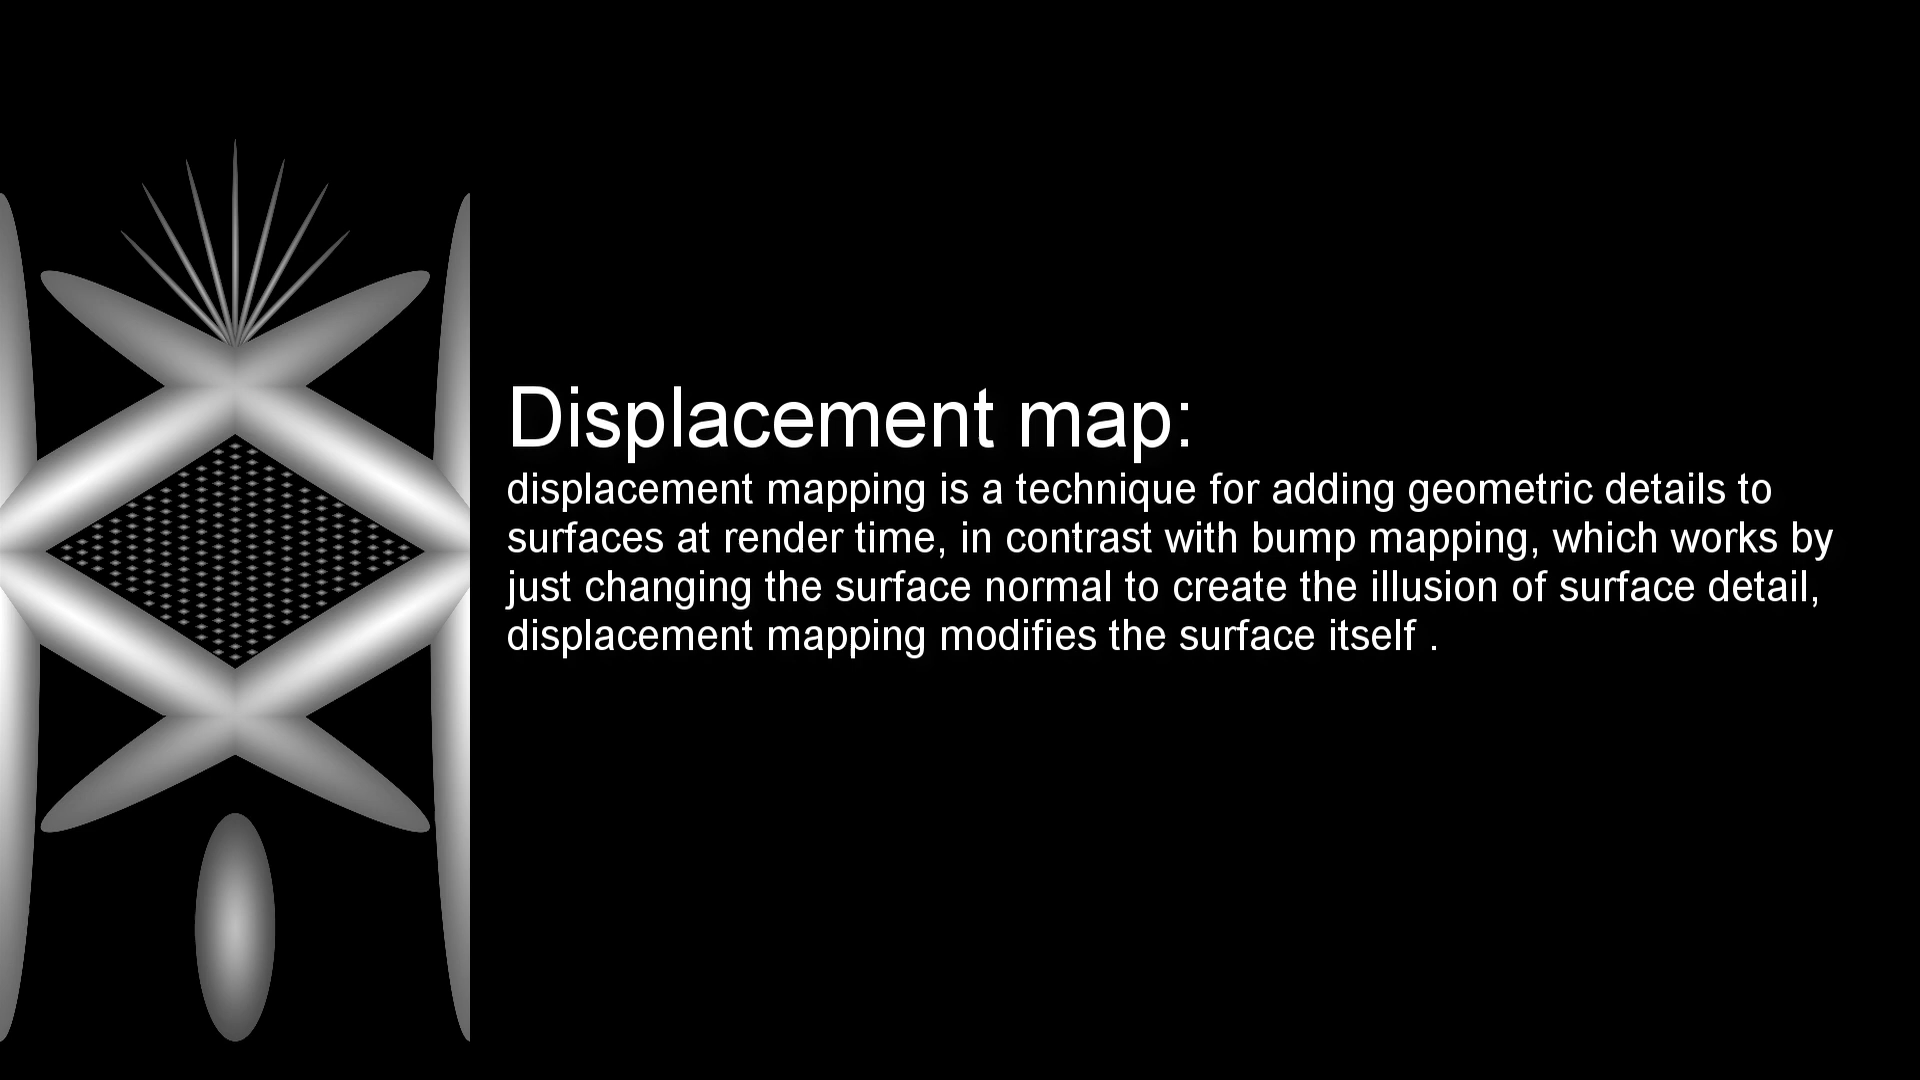 Displacement map:
displacement mapping is a technique for adding geometric details to
surfaces at render time, in contrast with bump mapping, which works by
just changing the surface normal to create the illusion of surface detail,
displacement mapping modifies the surface itself .